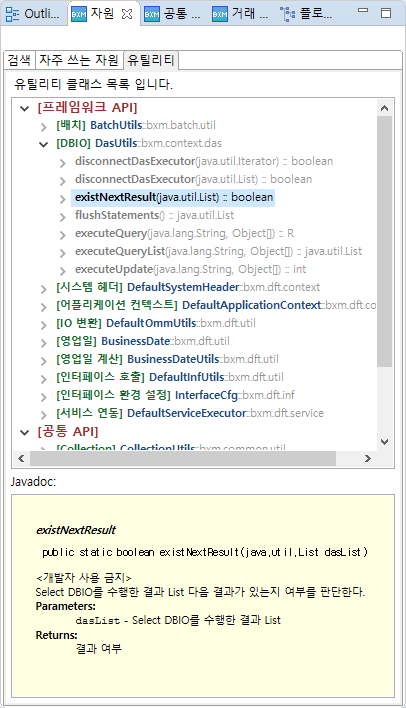 Outli...
BXM 자원
BXM 공통 ...
BXM 거래 ...
플로...
검색
자주 쓰는 자원
유틸리티
유틸리티 클래스 목록 입니다.
[프레임워크 API]
[배치] BatchUtils::bxm.batch.util
[DBIO] DasUtils::bxm.context.das
disconnectDasExecutor(java.util.Iterator) :: boolean
disconnectDasExecutor(java.util.List) :: boolean
existNextResult(java.util.List) :: boolean
flushStatements() :: java.util.List
executeQuery(java.lang.String, Object[]) :: R
executeQueryList(java.lang.String, Object[]) :: java.util.List
executeUpdate(java.lang.String, Object[]) :: int
[시스템 헤더] DefaultSystemHeader::bxm.dft.context
[어플리케이션 컨텍스트] DefaultApplicationContext::bxm.dft.co
[IO 변환] DefaultOmmUtils::bxm.dft.util
[영업일] BusinessDate::bxm.dft.util
[영업일 계산] BusinessDateUtils::bxm.dft.util
[인터페이스 호출] DefaultInfUtils::bxm.dft.util
[인터페이스 환경 설정] InterfaceCfg::bxm.dft.inf
[서비스 연동] DefaultServiceExecutor::bxm.dft.service
[공통 API]
[Collection] CollectionUtils::bxm.common.util
Javadoc:
existNextResult
public static boolean existNextResult(java.util.List dasList)
<개발자 사용 금지>
Select DBIO를 수행한 결과 List 다음 결과가 있는지 여부를 판단한다.
Parameters:
dasList - Select DBIO를 수행한 결과 List
Returns:
결과 여부